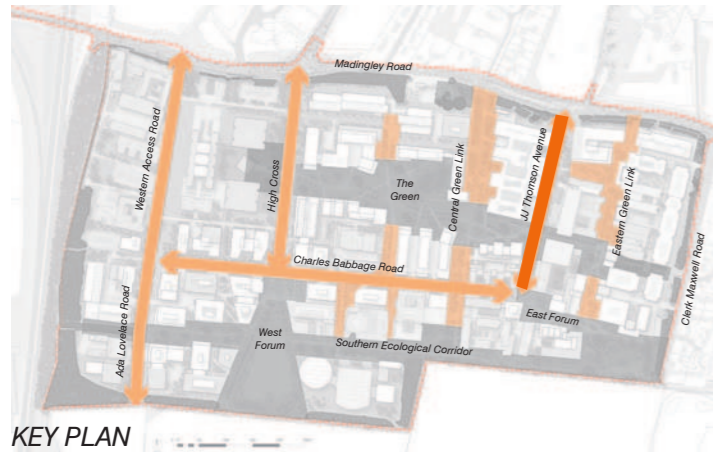 Madingley Road
Western Access Road
High Cross
JJ Thomson Avenue
The
Green
Central Green Link
Eastern Green Link
Charles Babbage Road
Clerk Maxwell Road
Ada Lovelace Road
East Forum
West
Forum
Southern Ecological Corridor
KEY PLAN